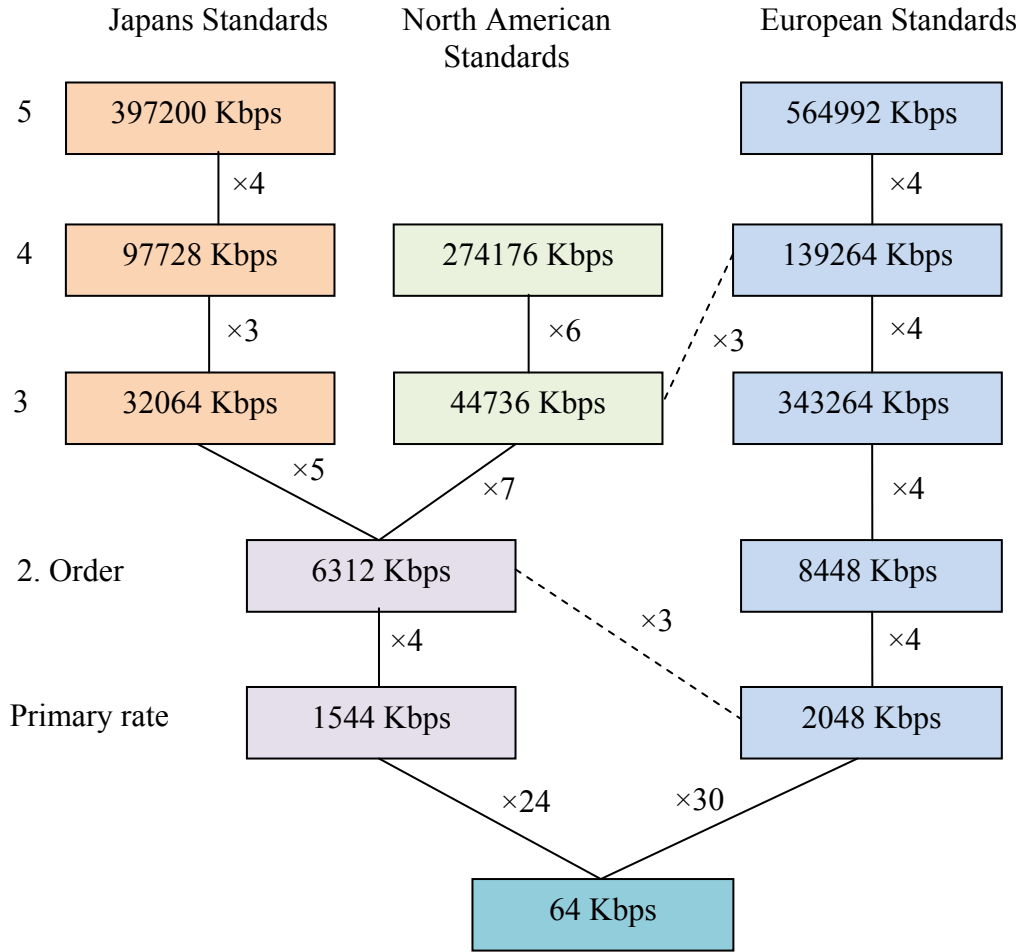 Japans Standards
North American
Standards
European Standards
5
397200 Kbps
564992 Kbps
×4
×4
4
97728 Kbps
274176 Kbps
139264 Kbps
×3
×6
×3
×4
3
32064 Kbps
44736 Kbps
343264 Kbps
×5
×7
×4
2. Order
6312 Kbps
8448 Kbps
×4
×3
×4
Primary rate
1544 Kbps
2048 Kbps
×24
×30
64 Kbps